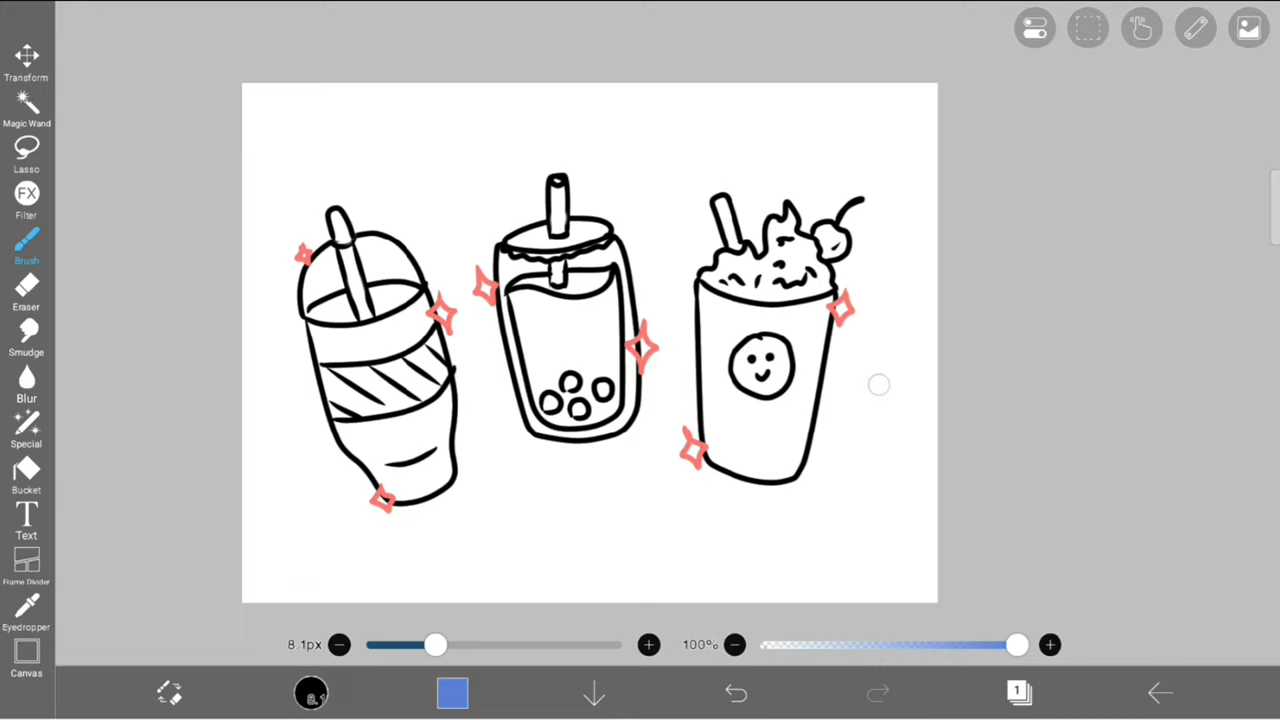 Transform
Magic Wand
Lasso
FX
Filter
Brush
Eraser
Smudge
Blur
Special
Bucket
T
Text
Frame Divider
Eyedropper
Canvas
8.1px
100%
1